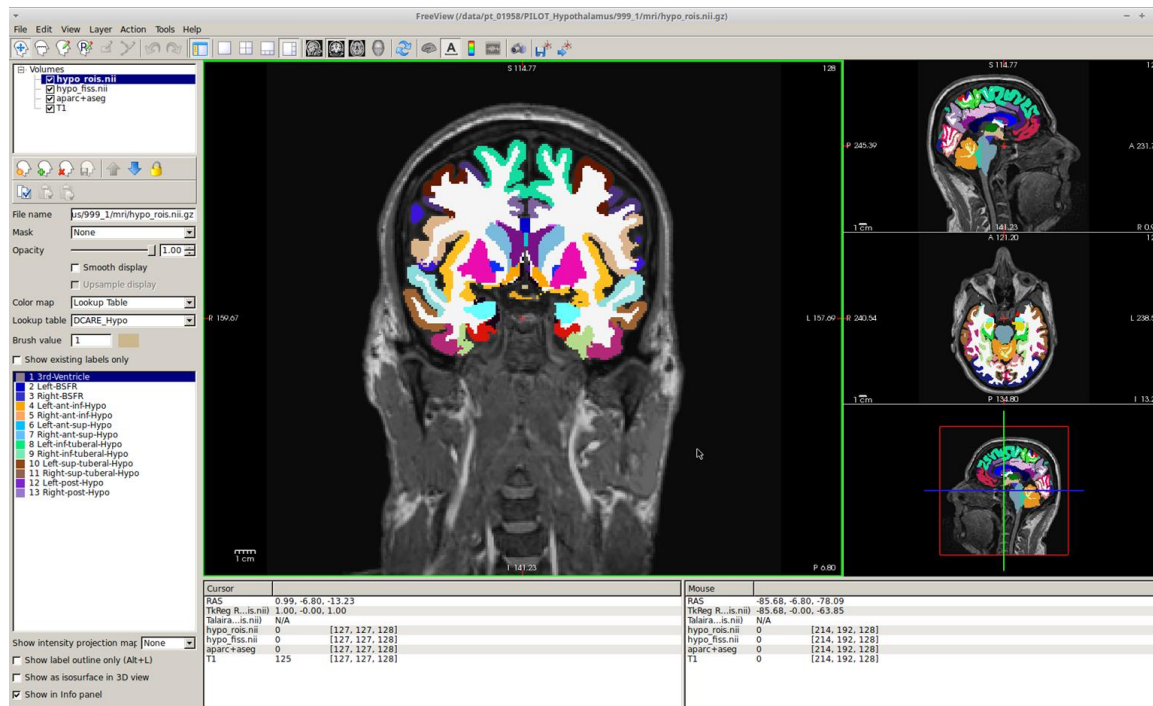 FreeView (/data/pt_01958/PILOT_Hypothalamus/999_1/mri/hypo_rois.nii.gz)
File Edit View Layer Action Tools Help
Volumes
hypo_rois.nii
hypo_fiss.nii
aparc+aseg
T1
File name us/999_1/mri/hypo_rois.nii.gz
Mask None
Opacity 1.00
Smooth display
Upsample display
Color map Lookup Table
Lookup table DCARE_Hypo
Brush value 1
Show existing labels only
1 3rd-Ventricle
2 Left-BSFR
3 Right-BSFR
4 Left-ant-inf-Hypo
5 Right-ant-inf-Hypo
6 Left-ant-sup-Hypo
7 Right-ant-sup-Hypo
8 Left-inf-tuberal-Hypo
9 Right-inf-tuberal-Hypo
10 Left-sup-tuberal-Hypo
11 Right-sup-tuberal-Hypo
12 Left-post-Hypo
13 Right-post-Hypo
Show intensity projection map None
Show label outline only (Alt+L)
Show as isosurface in 3D view
Show in Info panel
S 114.77
128
R 159.67
L 157.69
1 cm
I 141.23
P 6.80
S 114.77
P 245.39
A 231.7
1 cm
I 141.23
R 0.9
A 121.20
R 240.54
L 238.5
1 cm
P 134.80
I 13.2
Cursor
RAS 0.99, -6.80, -13.23
TkReg R...is.nii) 1.00, -0.00, 1.00
Talaira...is.nii) N/A
hypo_rois.nii 0 [127, 127, 128]
hypo_fiss.nii 0 [127, 127, 128]
aparc+aseg 0 [127, 127, 128]
T1 125 [127, 127, 128]
Mouse
RAS -85.68, -6.80, -78.09
TkReg R...is.nii) -85.68, -0.00, -63.85
Talaira...is.nii) N/A
hypo_rois.nii 0 [214, 192, 128]
hypo_fiss.nii 0 [214, 192, 128]
aparc+aseg 0 [214, 192, 128]
T1 0 [214, 192, 128]